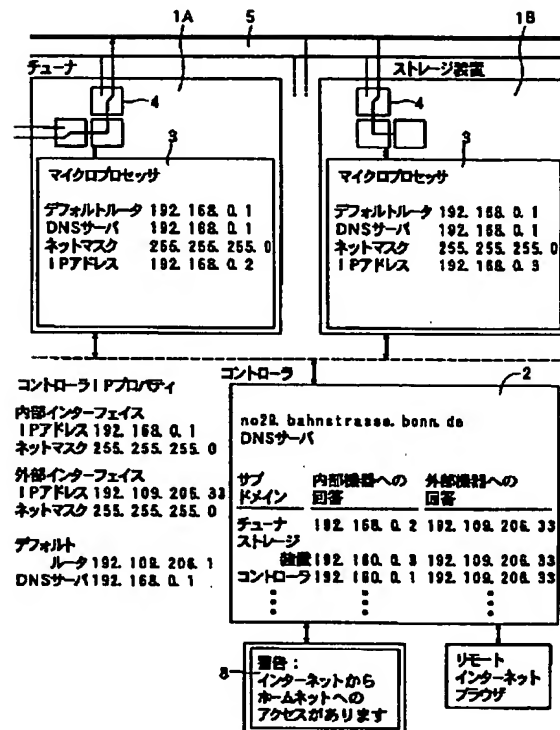 1A
5
1B
チューナ
ストレージ装置
4
4
3
3
マイクロプロセッサ
デフォルトルータ 192. 168. 0. 1
DNSサーバ 192. 168. 0. 1
ネットマスク 255. 255. 255. 0
IPアドレス 192. 168. 0. 2
マイクロプロセッサ
デフォルトルータ 192. 168. 0. 1
DNSサーバ 192. 168. 0. 1
ネットマスク 255. 255. 255. 0
IPアドレス 192. 168. 0. 3
コントローラIPプロパティ
内部インターフェイス
IPアドレス 192. 168. 0. 1
ネットマスク 255. 255. 255. 0
外部インターフェイス
IPアドレス 192. 109. 206. 33
ネットマスク 255. 255. 255. 0
デフォルト
ルータ 192. 109. 206. 1
DNSサーバ 192. 168. 0. 1
コントローラ
2
no29. bahnstrasse. bonn. de
DNSサーバ
サブ 内部機器への 外部機器への
ドメイン 回答 回答
チューナ 192. 168. 0. 2 192. 109. 206. 33
ストレージ
装置 192. 160. 0. 3 192. 109. 206. 33
コントローラ 192. 160. 0. 1 192. 109. 206. 33
8
警告：
インターネットから
ホームネットへの
アクセスがあります
リモート
インターネット
ブラウザ